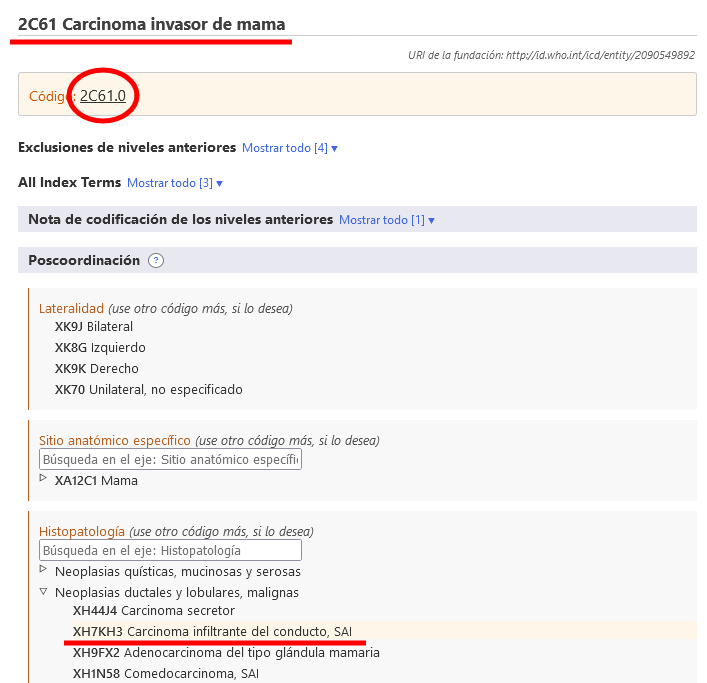 2C61 Carcinoma invasor de mama
URI de la fundación: http://id.who.int/icd/entity/2090549892
Código: 2C61.0
Exclusiones de niveles anteriores Mostrar todo [4] ▾
All Index Terms Mostrar todo [3] ▾
Nota de codificación de los niveles anteriores Mostrar todo [1] ▾
Poscoordinación ?
Lateralidad (use otro código más, si lo desea)
XK9J Bilateral
XK8G Izquierdo
XK9K Derecho
XK70 Unilateral, no especificado
Sitio anatómico específico (use otro código más, si lo desea)
Búsqueda en el eje: Sitio anatómico específi
XA12C1 Mama
Histopatología (use otro código más, si lo desea)
Búsqueda en el eje: Histopatología
Neoplasias quísticas, mucinosas y serosas
Neoplasias ductales y lobulares, malignas
XH44J4 Carcinoma secretor
XH7KH3 Carcinoma infiltrante del conducto, SAI
XH9FX2 Adenocarcinoma del tipo glándula mamaria
XH1N58 Comedocarcinoma, SAI